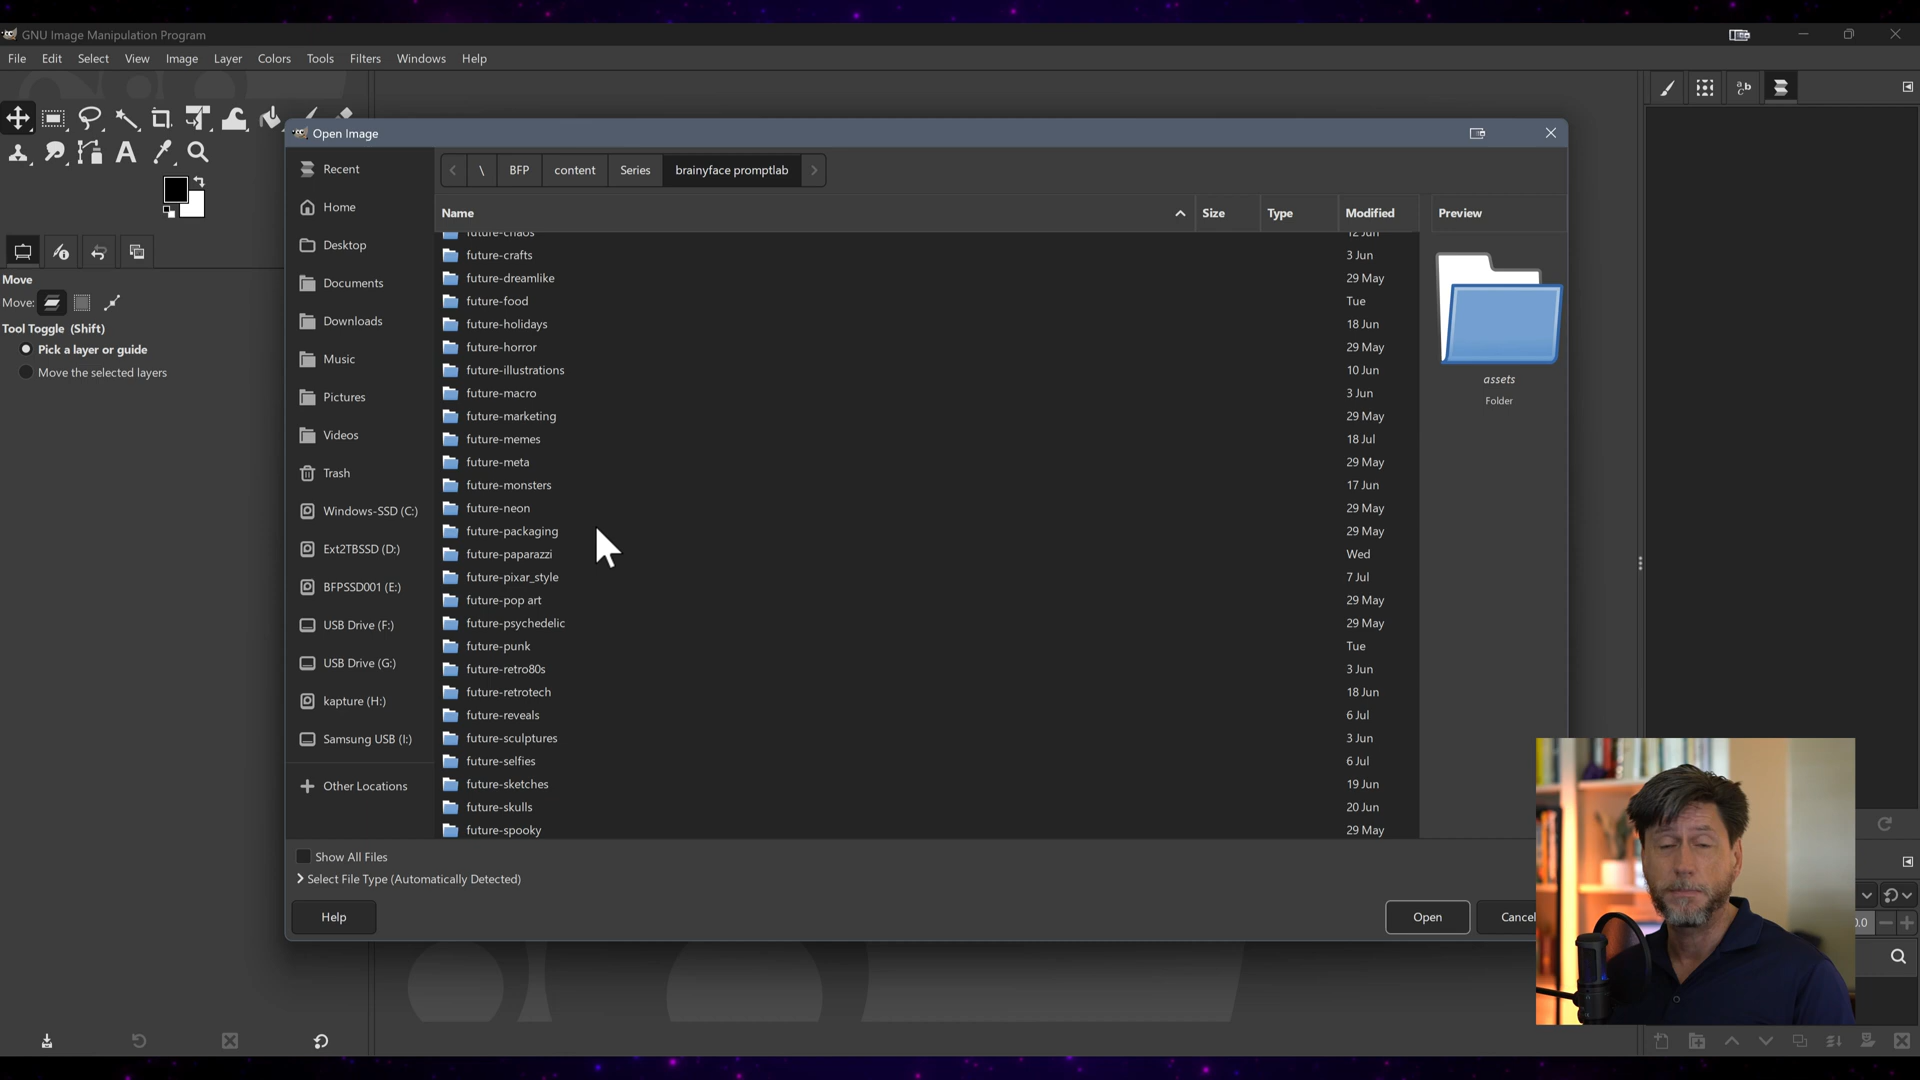 GNU Image Manipulation Program
File Edit Select View Image Layer Colors Tools Filters Windows Help
Open Image
Recent
Home
Desktop
Documents
Downloads
Music
Pictures
Videos
Trash
Windows-SSD (C:)
Ext2TBSSD (D:)
BFPSSD001 (E:)
USB Drive (F:)
USB Drive (G:)
kapture (H:)
Samsung USB (I:)
Other Locations
\ BFP content Series brainyface promptlab
Name Size Type Modified Preview
future-chaos 12 Jun
future-crafts 3 Jun
future-dreamlike 29 May
future-food Tue
future-holidays 18 Jun
future-horror 29 May
future-illustrations 10 Jun
future-macro 3 Jun
future-marketing 29 May
future-memes 18 Jul
future-meta 29 May
future-monsters 17 Jun
future-neon 29 May
future-packaging 29 May
future-paparazzi Wed
future-pixar_style 7 Jul
future-pop art 29 May
future-psychedelic 29 May
future-punk Tue
future-retro80s 3 Jun
future-retrotech 18 Jun
future-reveals 6 Jul
future-sculptures 3 Jun
future-selfies 6 Jul
future-sketches 19 Jun
future-skulls 20 Jun
future-spooky 29 May
assets
Folder
Show All Files
Select File Type (Automatically Detected)
Help Open Cancel
Move
Move:
Tool Toggle (Shift)
Pick a layer or guide
Move the selected layers